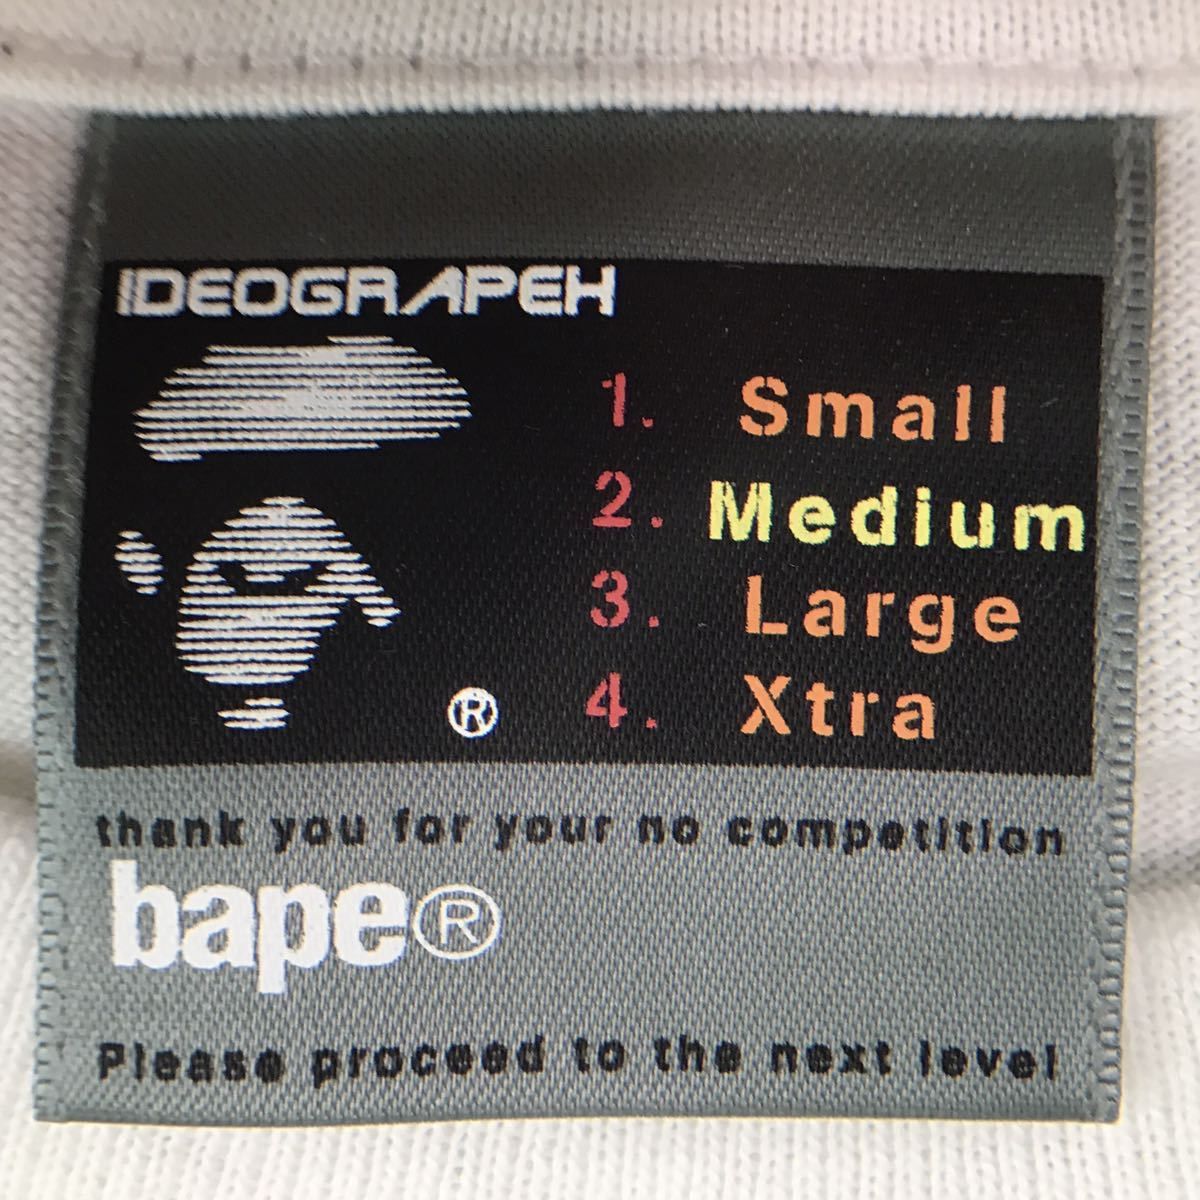 IDEOGRAPEH
1. Small
2. Medium
3. Large
4. Xtra
®
thank you for your no competition
bape®
Please proceed to the next level